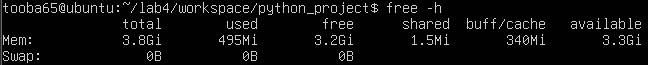 tooba65@ubuntu:~/lab4/workspace/python_project$ free -h
total used free shared buff/cache available
Mem: 3.8Gi 495Mi 3.2Gi 1.5Mi 340Mi 3.3Gi
Swap: 0B 0B 0B